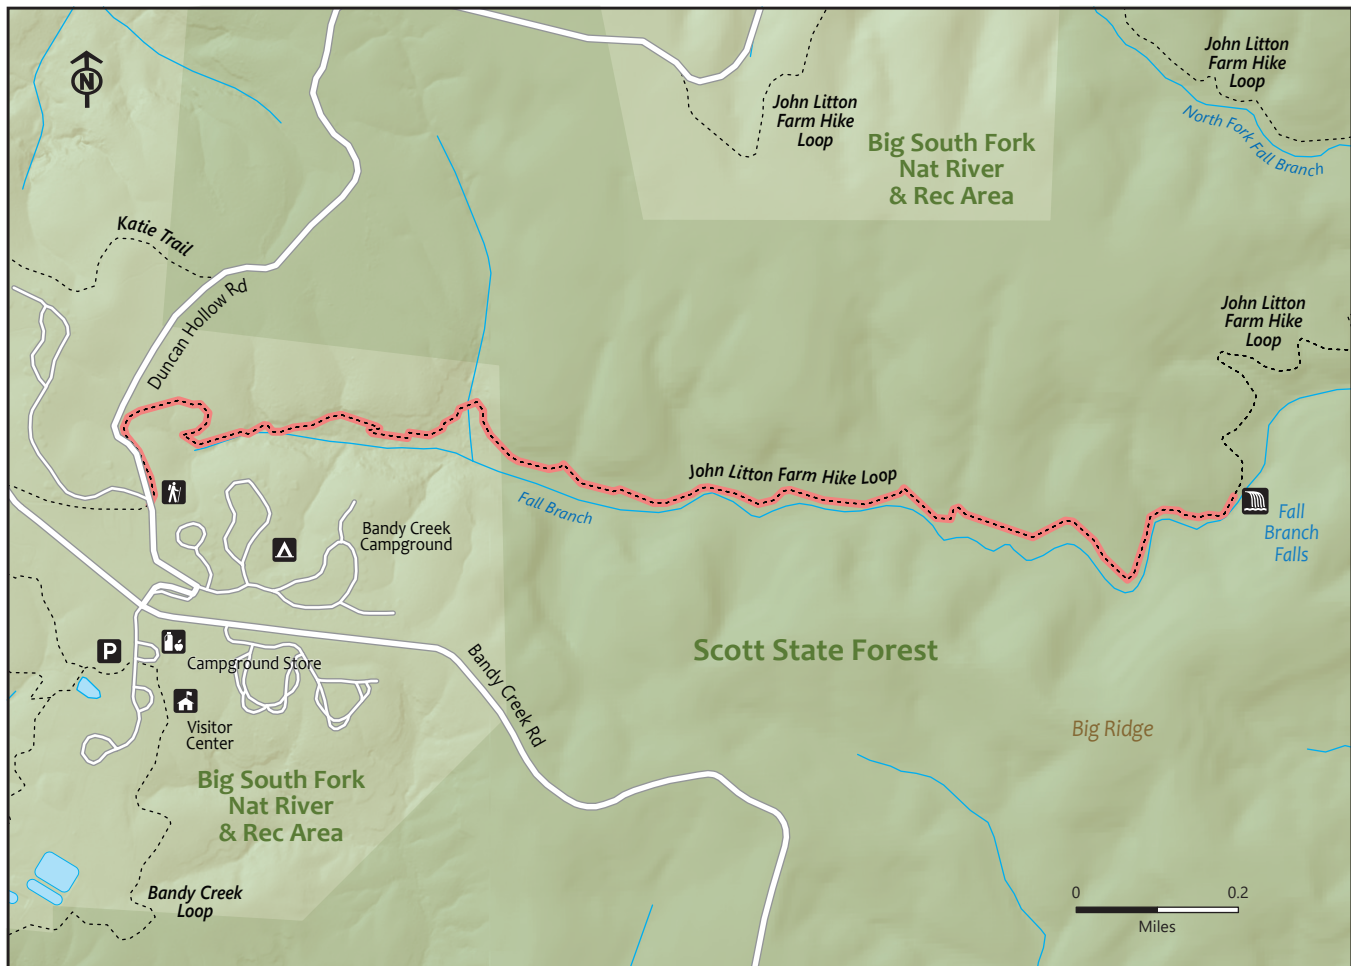 N
John Litton
Farm Hike
Loop
North Fork Fall Branch
John Litton
Farm Hike
Loop
Big South Fork
Nat River
& Rec Area
Katie Trail
Duncan Hollow Rd
John Litton
Farm Hike
Loop
John Litton Farm Hike Loop
Fall Branch
Fall
Branch
Falls
Bandy Creek
Campground
P
Campground Store
Visitor
Center
Bandy Creek Rd
Scott State Forest
Big Ridge
Big South Fork
Nat River
& Rec Area
Bandy Creek
Loop
0 0.2
Miles